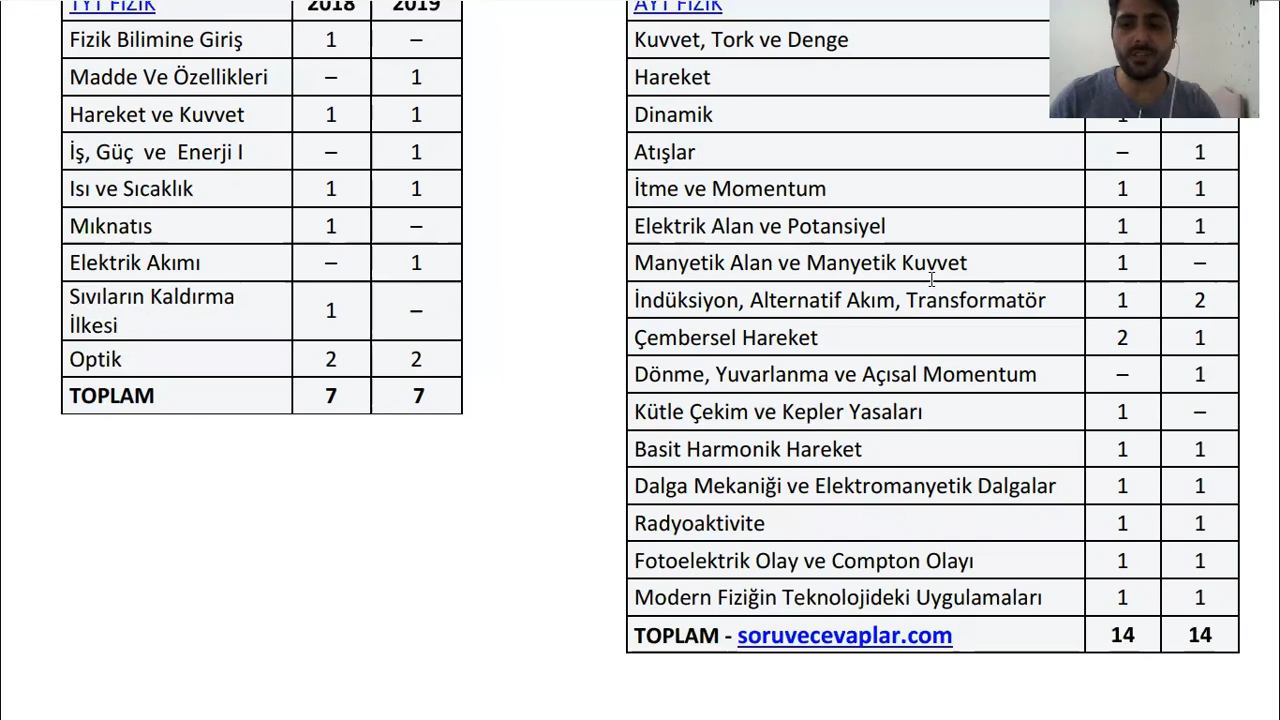 TYT FİZİK 2018 2019
Fizik Bilimine Giriş 1 –
Madde Ve Özellikleri – 1
Hareket ve Kuvvet 1 1
İş, Güç ve Enerji I – 1
Isı ve Sıcaklık 1 1
Mıknatıs 1 –
Elektrik Akımı – 1
Sıvıların Kaldırma
İlkesi 1 –
Optik 2 2
TOPLAM 7 7
AYT FİZİK
Kuvvet, Tork ve Denge
Hareket
Dinamik
Atışlar – 1
İtme ve Momentum 1 1
Elektrik Alan ve Potansiyel 1 1
Manyetik Alan ve Manyetik Kuvvet 1 –
İndüksiyon, Alternatif Akım, Transformatör 1 2
Çembersel Hareket 2 1
Dönme, Yuvarlanma ve Açısal Momentum – 1
Kütle Çekim ve Kepler Yasaları 1 –
Basit Harmonik Hareket 1 1
Dalga Mekaniği ve Elektromanyetik Dalgalar 1 1
Radyoaktivite 1 1
Fotoelektrik Olay ve Compton Olayı 1 1
Modern Fiziğin Teknolojideki Uygulamaları 1 1
TOPLAM - soruvecevaplar.com 14 14